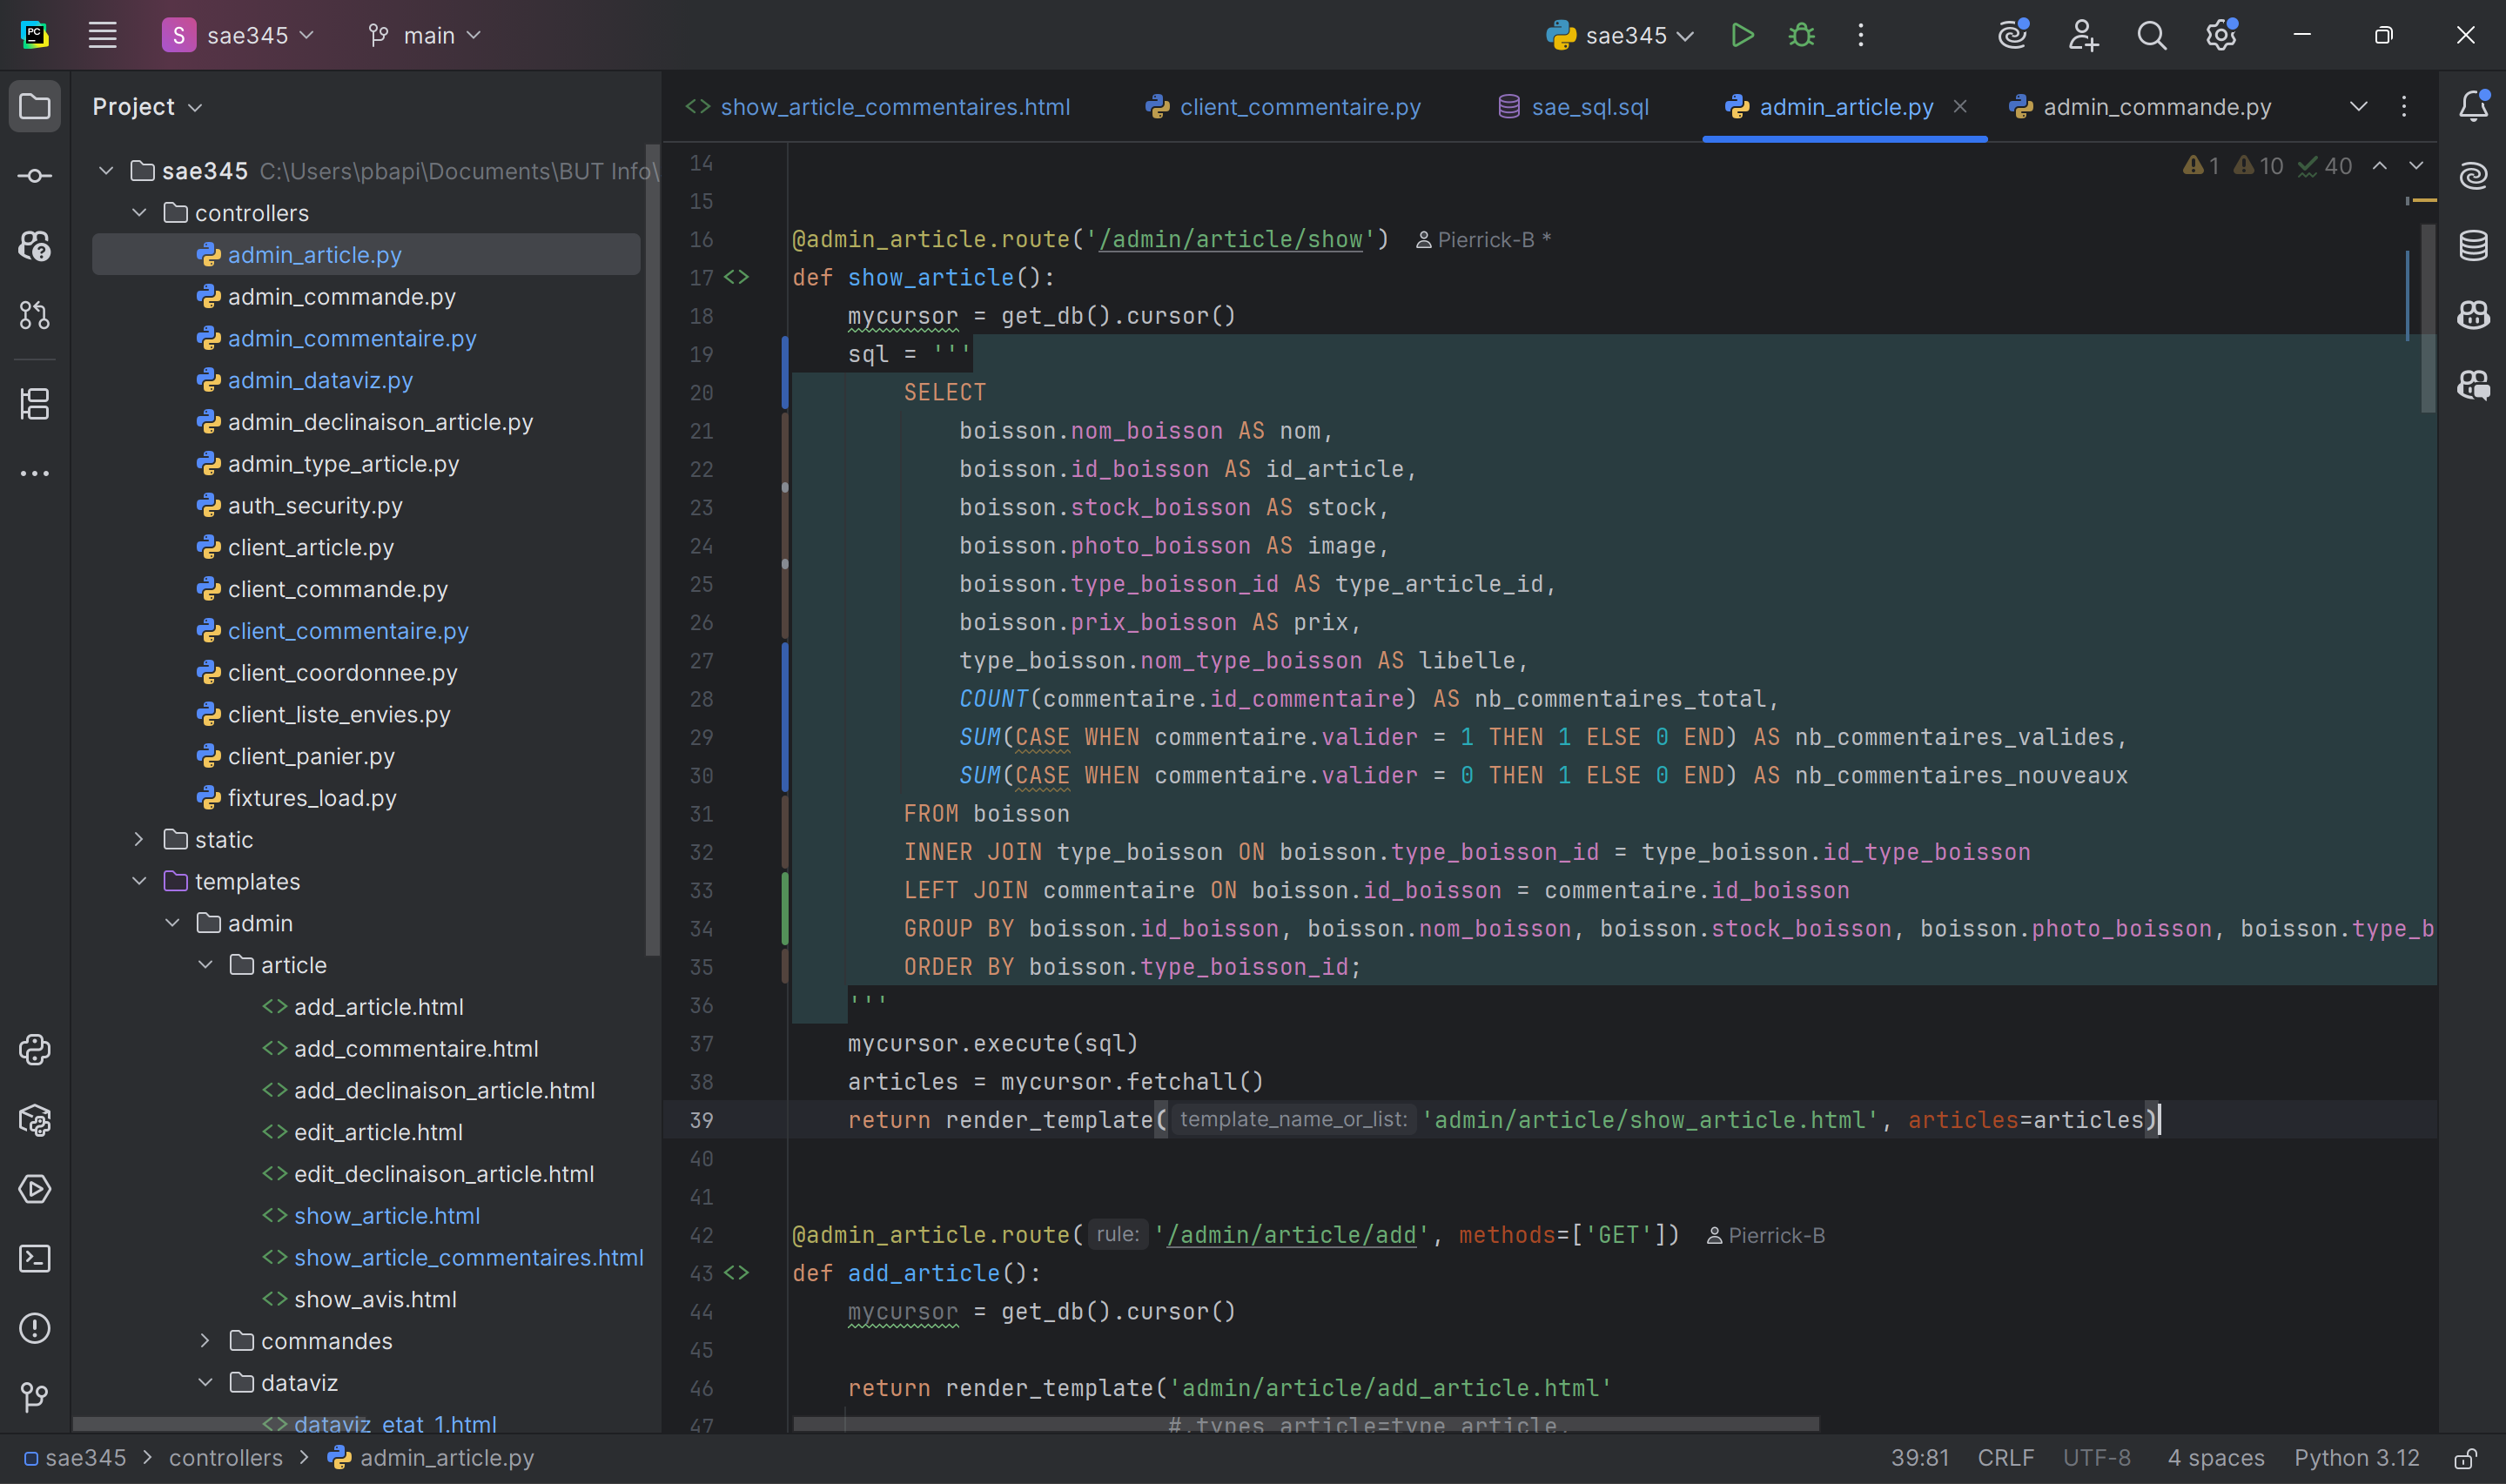 PC
S sae345 main sae345
Project
show_article_commentaires.html client_commentaire.py sae_sql.sql admin_article.py admin_commande.py
sae345 C:\Users\pbapi\Documents\BUT Info\
controllers
admin_article.py
admin_commande.py
admin_commentaire.py
admin_dataviz.py
admin_declinaison_article.py
admin_type_article.py
auth_security.py
client_article.py
client_commande.py
client_commentaire.py
client_coordonnee.py
client_liste_envies.py
client_panier.py
fixtures_load.py
static
templates
admin
article
add_article.html
add_commentaire.html
add_declinaison_article.html
edit_article.html
edit_declinaison_article.html
show_article.html
show_article_commentaires.html
show_avis.html
commandes
dataviz
dataviz_etat_1.html
1 10 40
14
15
16 @admin_article.route('/admin/article/show') Pierrick-B *
17 def show_article():
18 mycursor = get_db().cursor()
19 sql = '''
20 SELECT
21 boisson.nom_boisson AS nom,
22 boisson.id_boisson AS id_article,
23 boisson.stock_boisson AS stock,
24 boisson.photo_boisson AS image,
25 boisson.type_boisson_id AS type_article_id,
26 boisson.prix_boisson AS prix,
27 type_boisson.nom_type_boisson AS libelle,
28 COUNT(commentaire.id_commentaire) AS nb_commentaires_total,
29 SUM(CASE WHEN commentaire.valider = 1 THEN 1 ELSE 0 END) AS nb_commentaires_valides,
30 SUM(CASE WHEN commentaire.valider = 0 THEN 1 ELSE 0 END) AS nb_commentaires_nouveaux
31 FROM boisson
32 INNER JOIN type_boisson ON boisson.type_boisson_id = type_boisson.id_type_boisson
33 LEFT JOIN commentaire ON boisson.id_boisson = commentaire.id_boisson
34 GROUP BY boisson.id_boisson, boisson.nom_boisson, boisson.stock_boisson, boisson.photo_boisson, boisson.type_b
35 ORDER BY boisson.type_boisson_id;
36 '''
37 mycursor.execute(sql)
38 articles = mycursor.fetchall()
39 return render_template( template_name_or_list: 'admin/article/show_article.html', articles=articles)
40
41
42 @admin_article.route( rule: '/admin/article/add', methods=['GET']) Pierrick-B
43 def add_article():
44 mycursor = get_db().cursor()
45
46 return render_template('admin/article/add_article.html'
47 #,types_article=type_article,
sae345 > controllers > admin_article.py 39:81 CRLF UTF-8 4 spaces Python 3.12